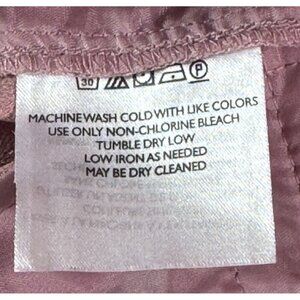 30 P
MACHINE WASH COLD WITH LIKE COLORS
USE ONLY NON-CHLORINE BLEACH
TUMBLE DRY LOW
LOW IRON AS NEEDED
MAY BE DRY CLEANED